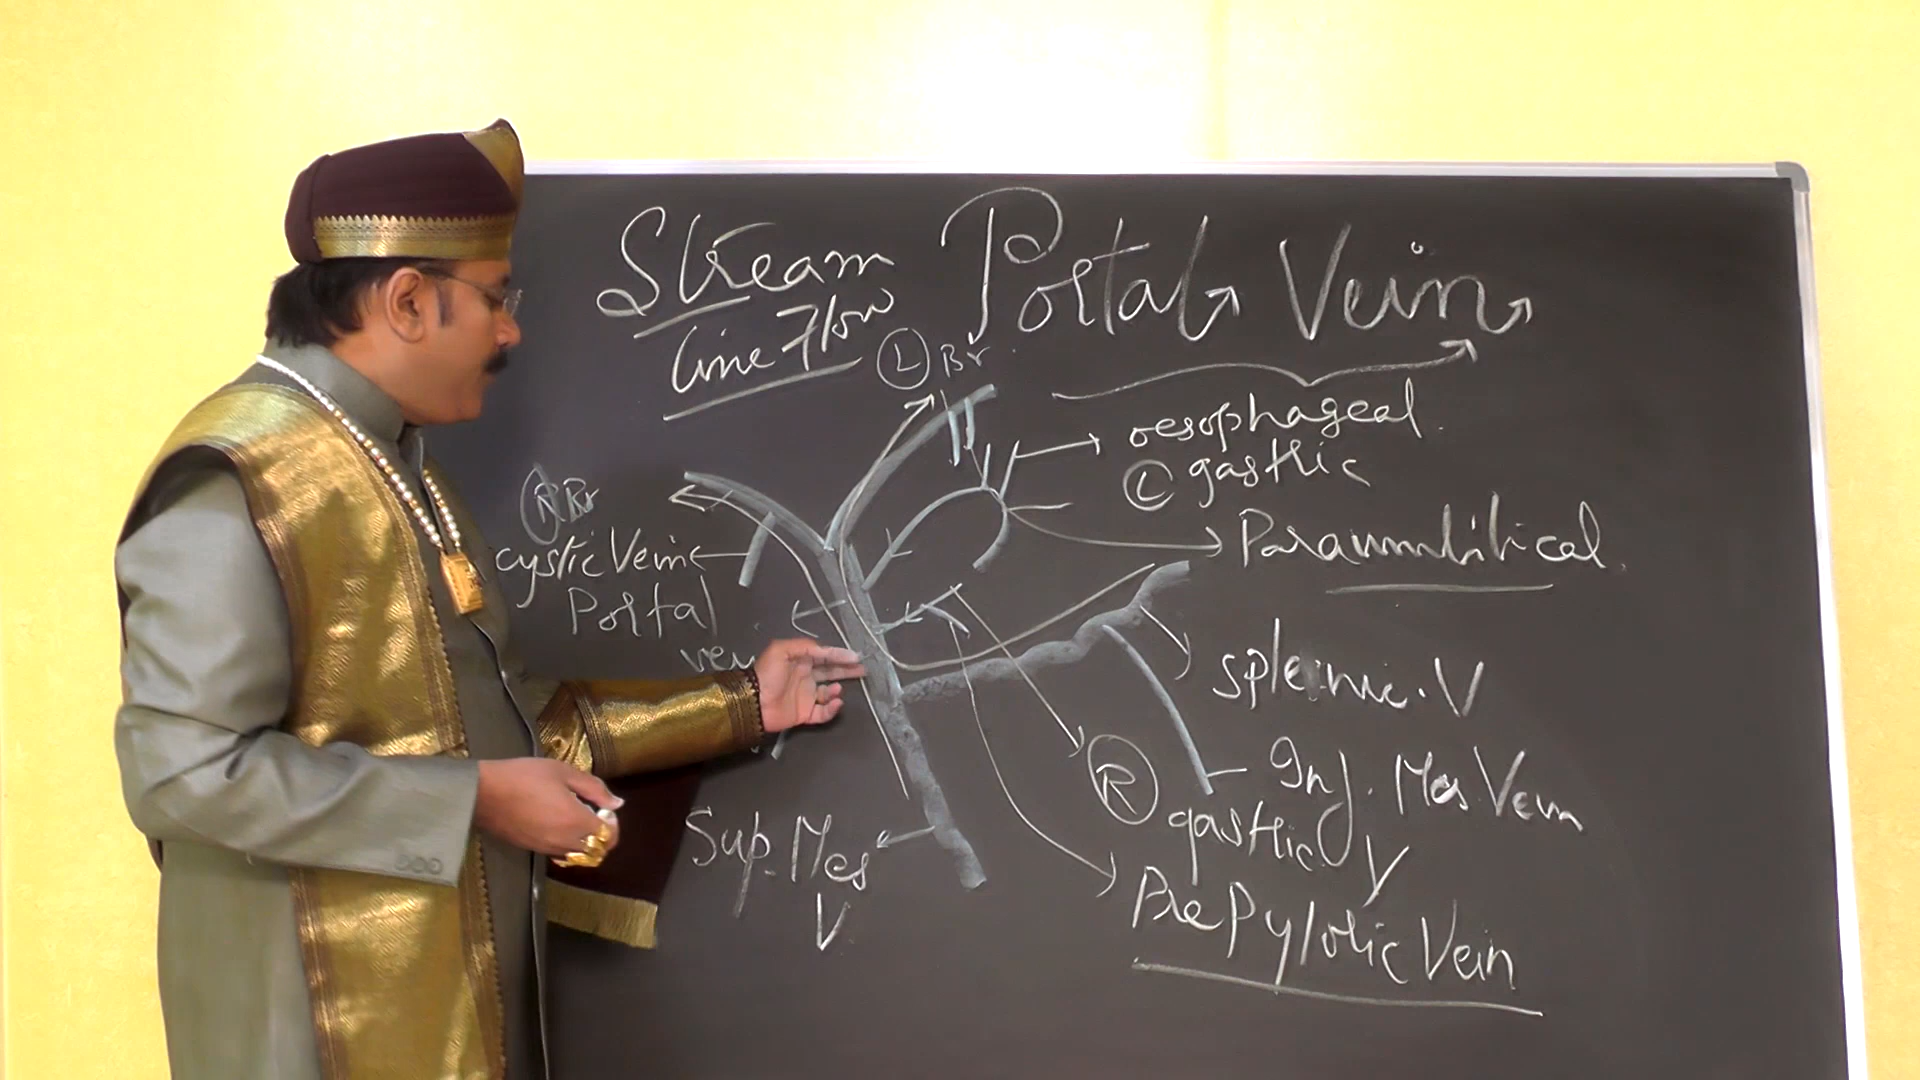 Stream Portal Vein
Line Flow
L Br
oesophageal
L gastric
R Br
Paraumbilical
cystic Vein
Portal
splenic. V
Inf. Mes. Vein
R
gastric V
Sup. Mes
V
PrePyloric Vein